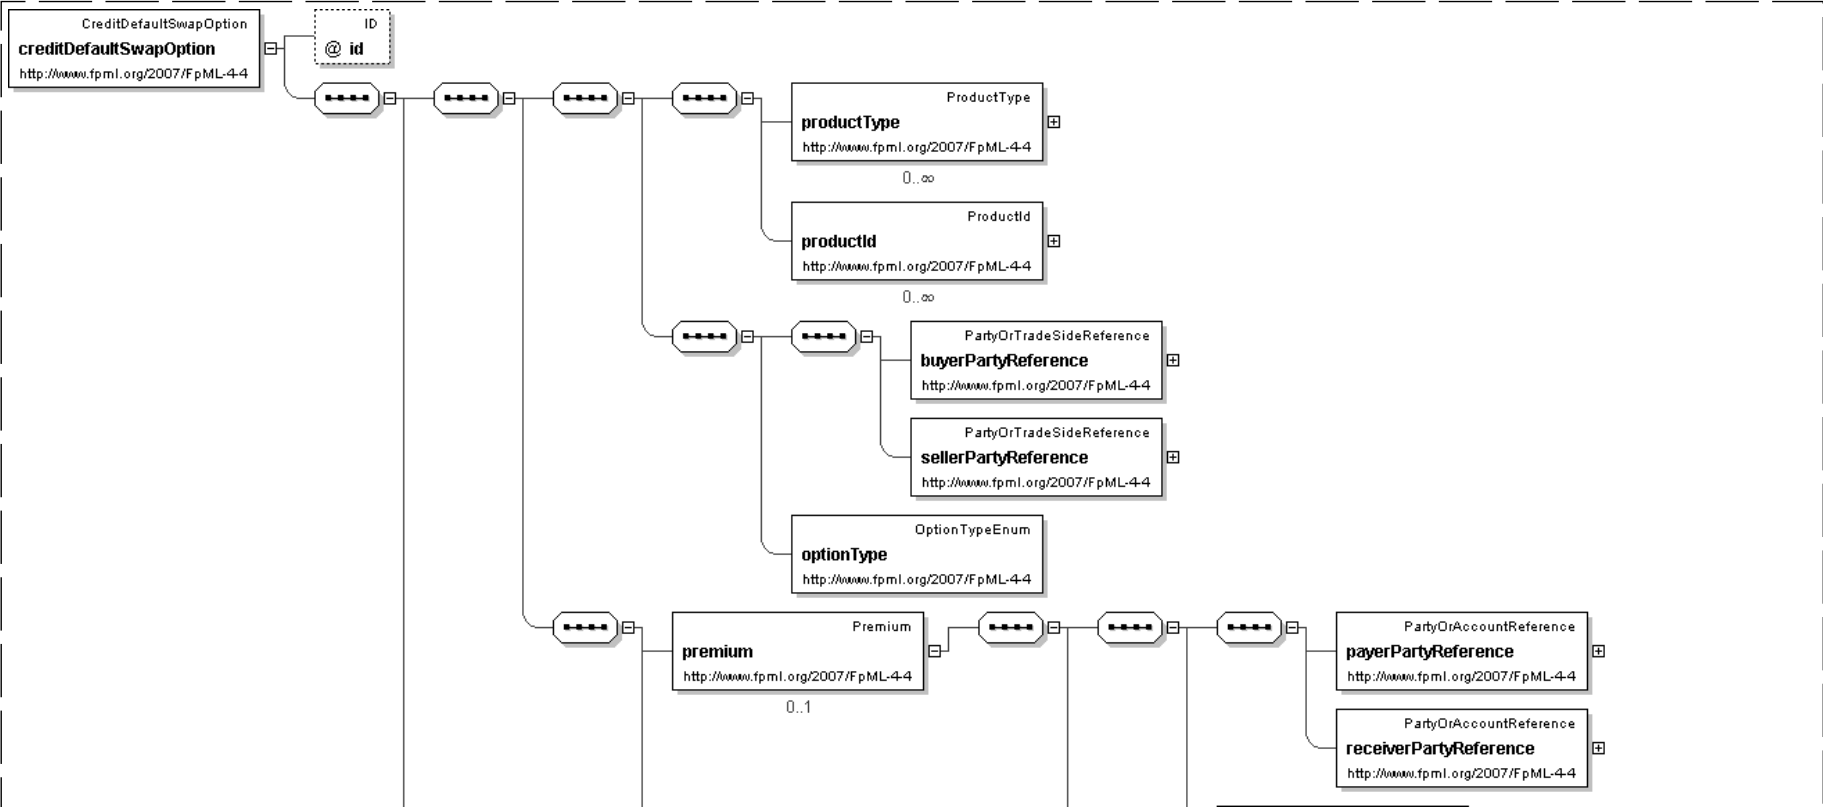 CreditDefaultSwapOption
creditDefaultSwapOption
http://www.fpml.org/2007/FpML-4-4
ID
@ id
ProductType
productType
http://www.fpml.org/2007/FpML-4-4
0..∞
ProductId
productId
http://www.fpml.org/2007/FpML-4-4
0..∞
PartyOrTradeSideReference
buyerPartyReference
http://www.fpml.org/2007/FpML-4-4
PartyOrTradeSideReference
sellerPartyReference
http://www.fpml.org/2007/FpML-4-4
OptionTypeEnum
optionType
http://www.fpml.org/2007/FpML-4-4
Premium
premium
http://www.fpml.org/2007/FpML-4-4
0..1
PartyOrAccountReference
payerPartyReference
http://www.fpml.org/2007/FpML-4-4
PartyOrAccountReference
receiverPartyReference
http://www.fpml.org/2007/FpML-4-4